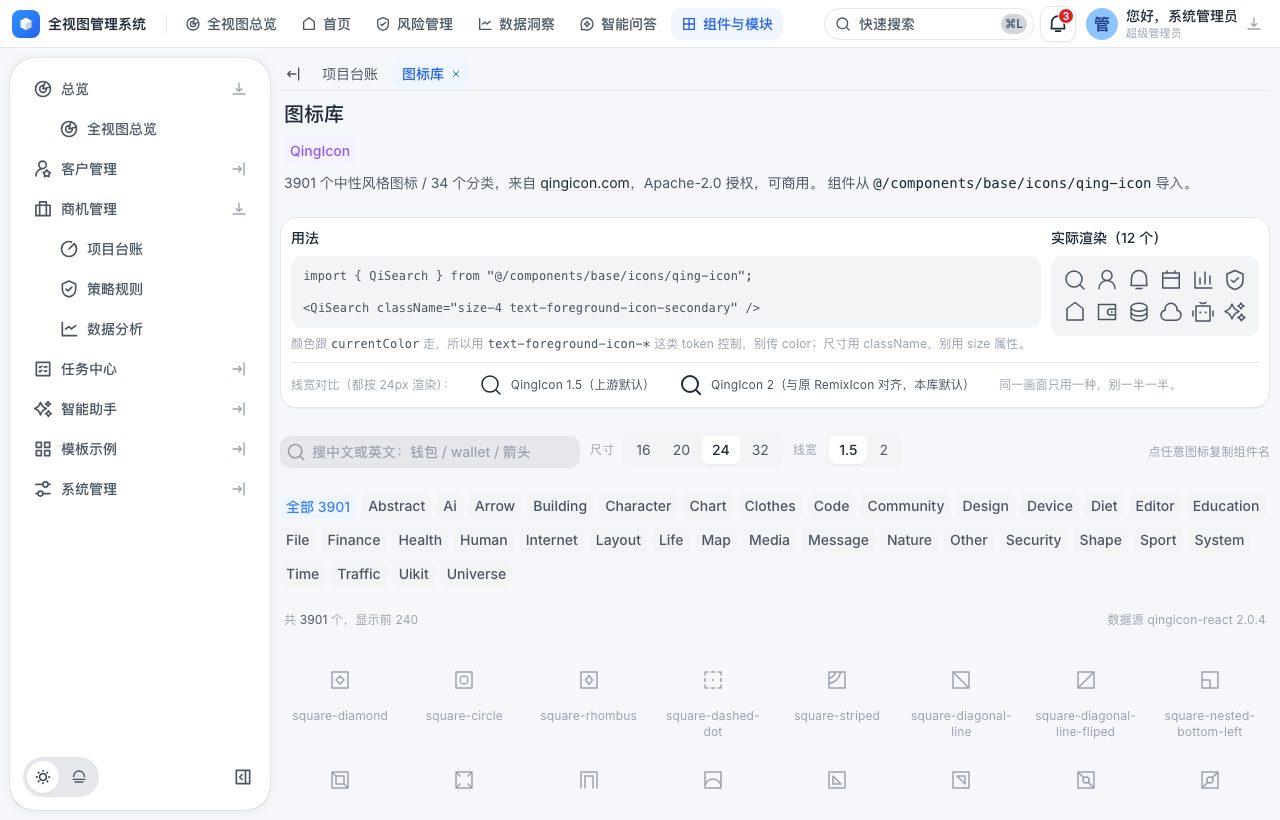 全视图管理系统
全视图总览
首页
风险管理
数据洞察
智能问答
组件与模块
快速搜索
⌘L
3
管
您好，系统管理员
超级管理员
总览
全视图总览
客户管理
商机管理
项目台账
策略规则
数据分析
任务中心
智能助手
模板示例
系统管理
项目台账
图标库 ×
图标库
QingIcon
3901 个中性风格图标 / 34 个分类，来自 qingicon.com，Apache-2.0 授权，可商用。 组件从 @/components/base/icons/qing-icon 导入。
用法
import { QiSearch } from "@/components/base/icons/qing-icon";
<QiSearch className="size-4 text-foreground-icon-secondary" />
颜色跟 currentColor 走，所以用 text-foreground-icon-* 这类 token 控制，别传 color；尺寸用 className，别用 size 属性。
实际渲染（12 个）
线宽对比（都按 24px 渲染）：
QingIcon 1.5（上游默认）
QingIcon 2（与原 RemixIcon 对齐，本库默认）
同一画面只用一种，别一半一半。
搜中文或英文：钱包 / wallet / 箭头
尺寸
16
20
24
32
线宽
1.5
2
点任意图标复制组件名
全部 3901 Abstract Ai Arrow Building Character Chart Clothes Code Community Design Device Diet Editor Education
File Finance Health Human Internet Layout Life Map Media Message Nature Other Security Shape Sport System
Time Traffic Uikit Universe
共 3901 个，显示前 240
数据源 qingicon-react 2.0.4
square-diamond
square-circle
square-rhombus
square-dashed-
dot
square-striped
square-diagonal-
line
square-diagonal-
line-fliped
square-nested-
bottom-left